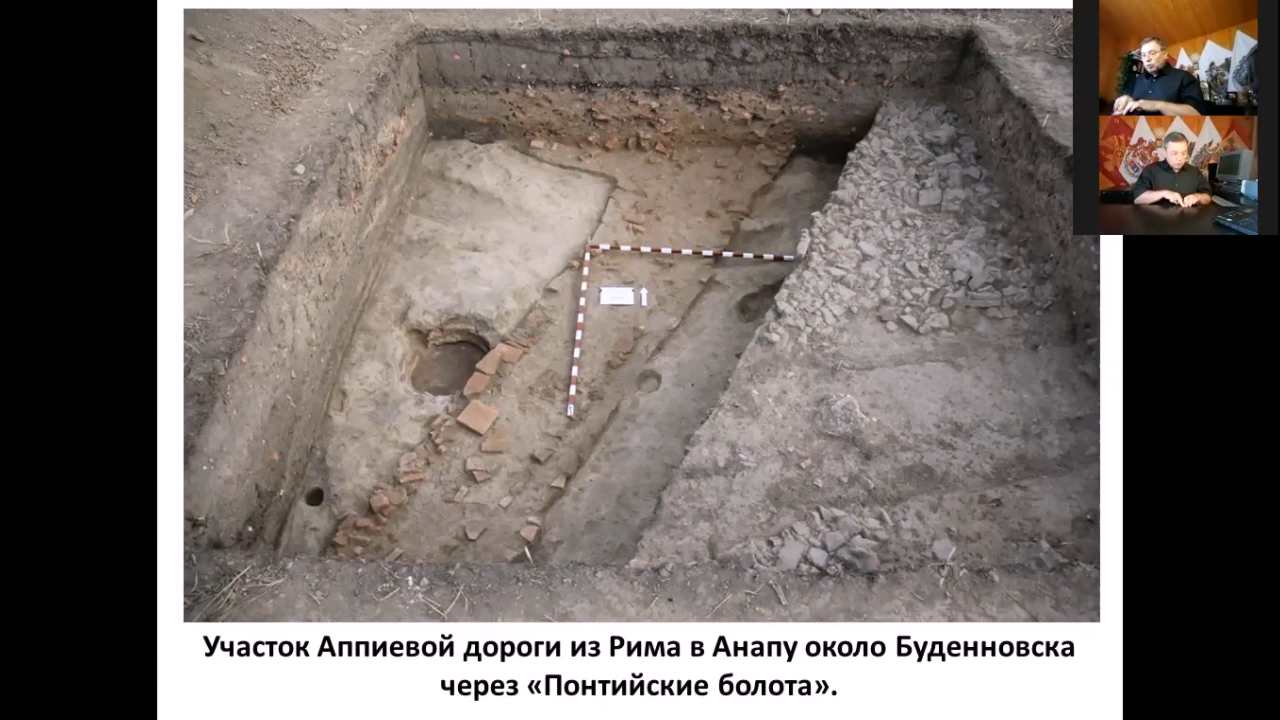 Участок Аппиевой дороги из Рима в Анапу около Буденновска
через «Понтийские болота».